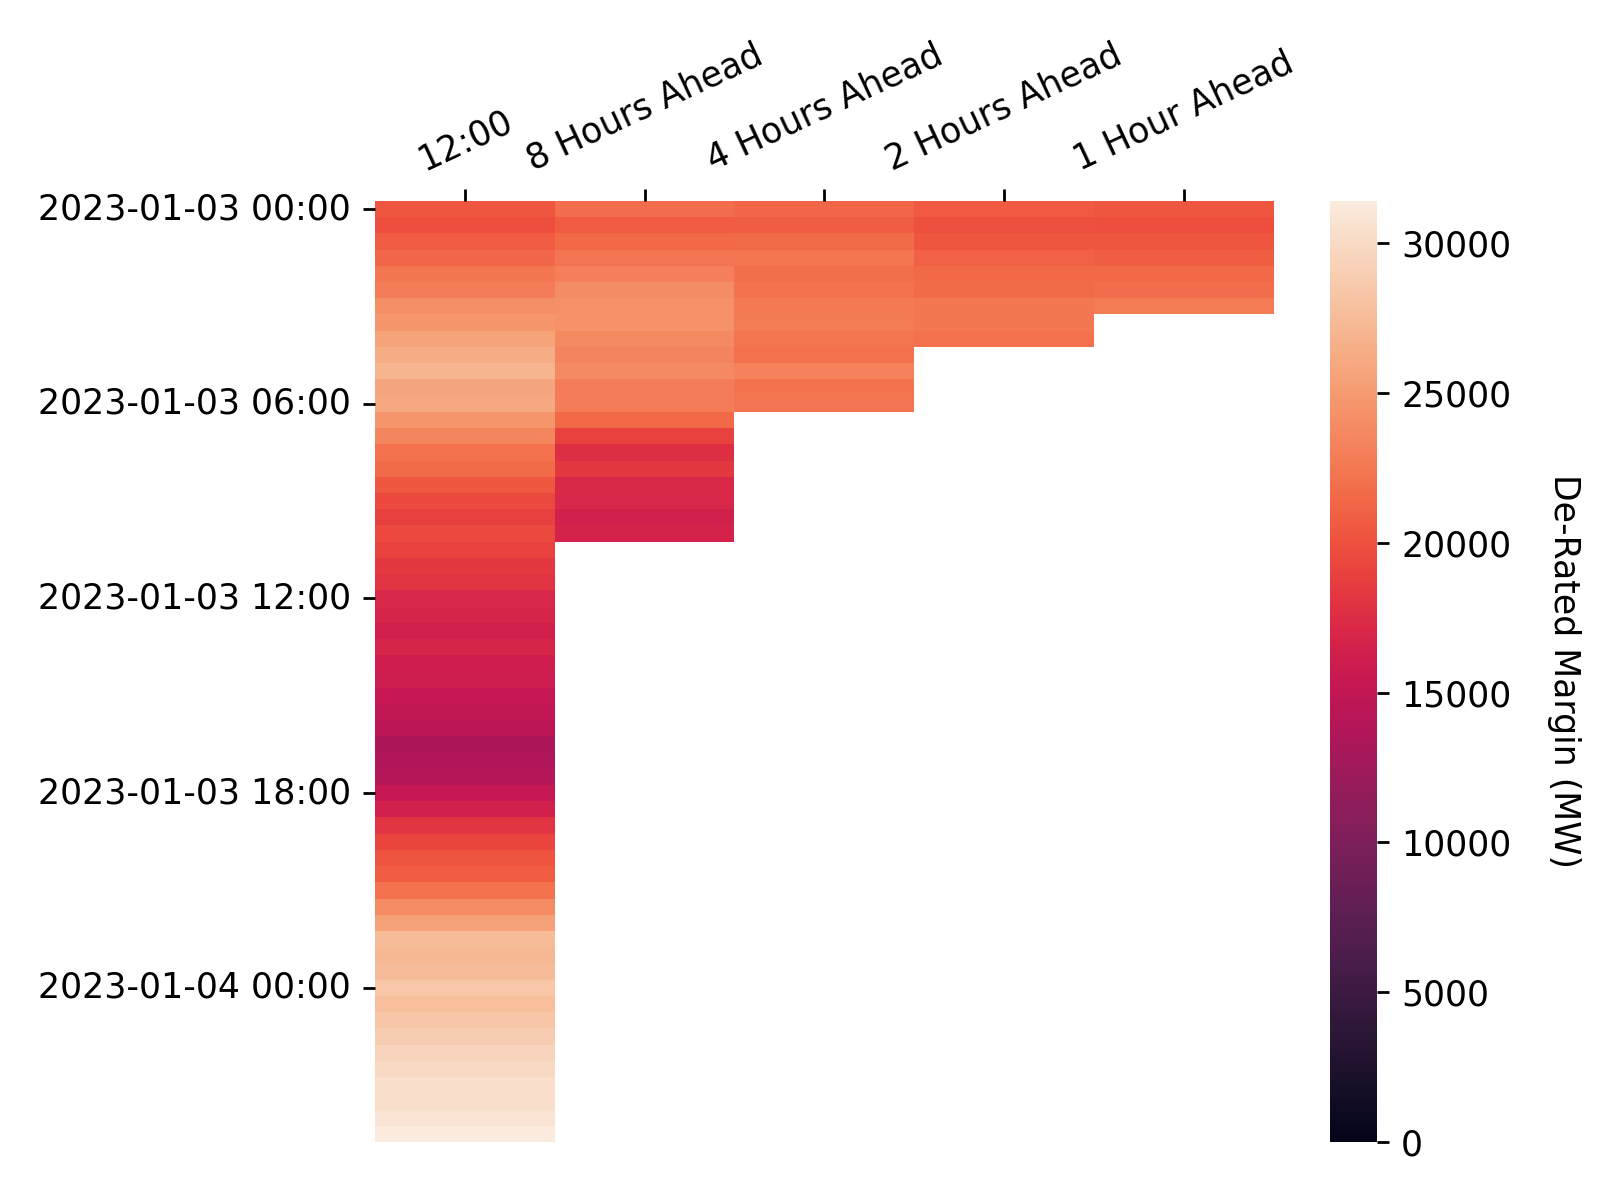 12:00
8 Hours Ahead
4 Hours Ahead
2 Hours Ahead
1 Hour Ahead
2023-01-03 00:00
2023-01-03 06:00
2023-01-03 12:00
2023-01-03 18:00
2023-01-04 00:00
30000
25000
20000
15000
10000
5000
0
De-Rated Margin (MW)